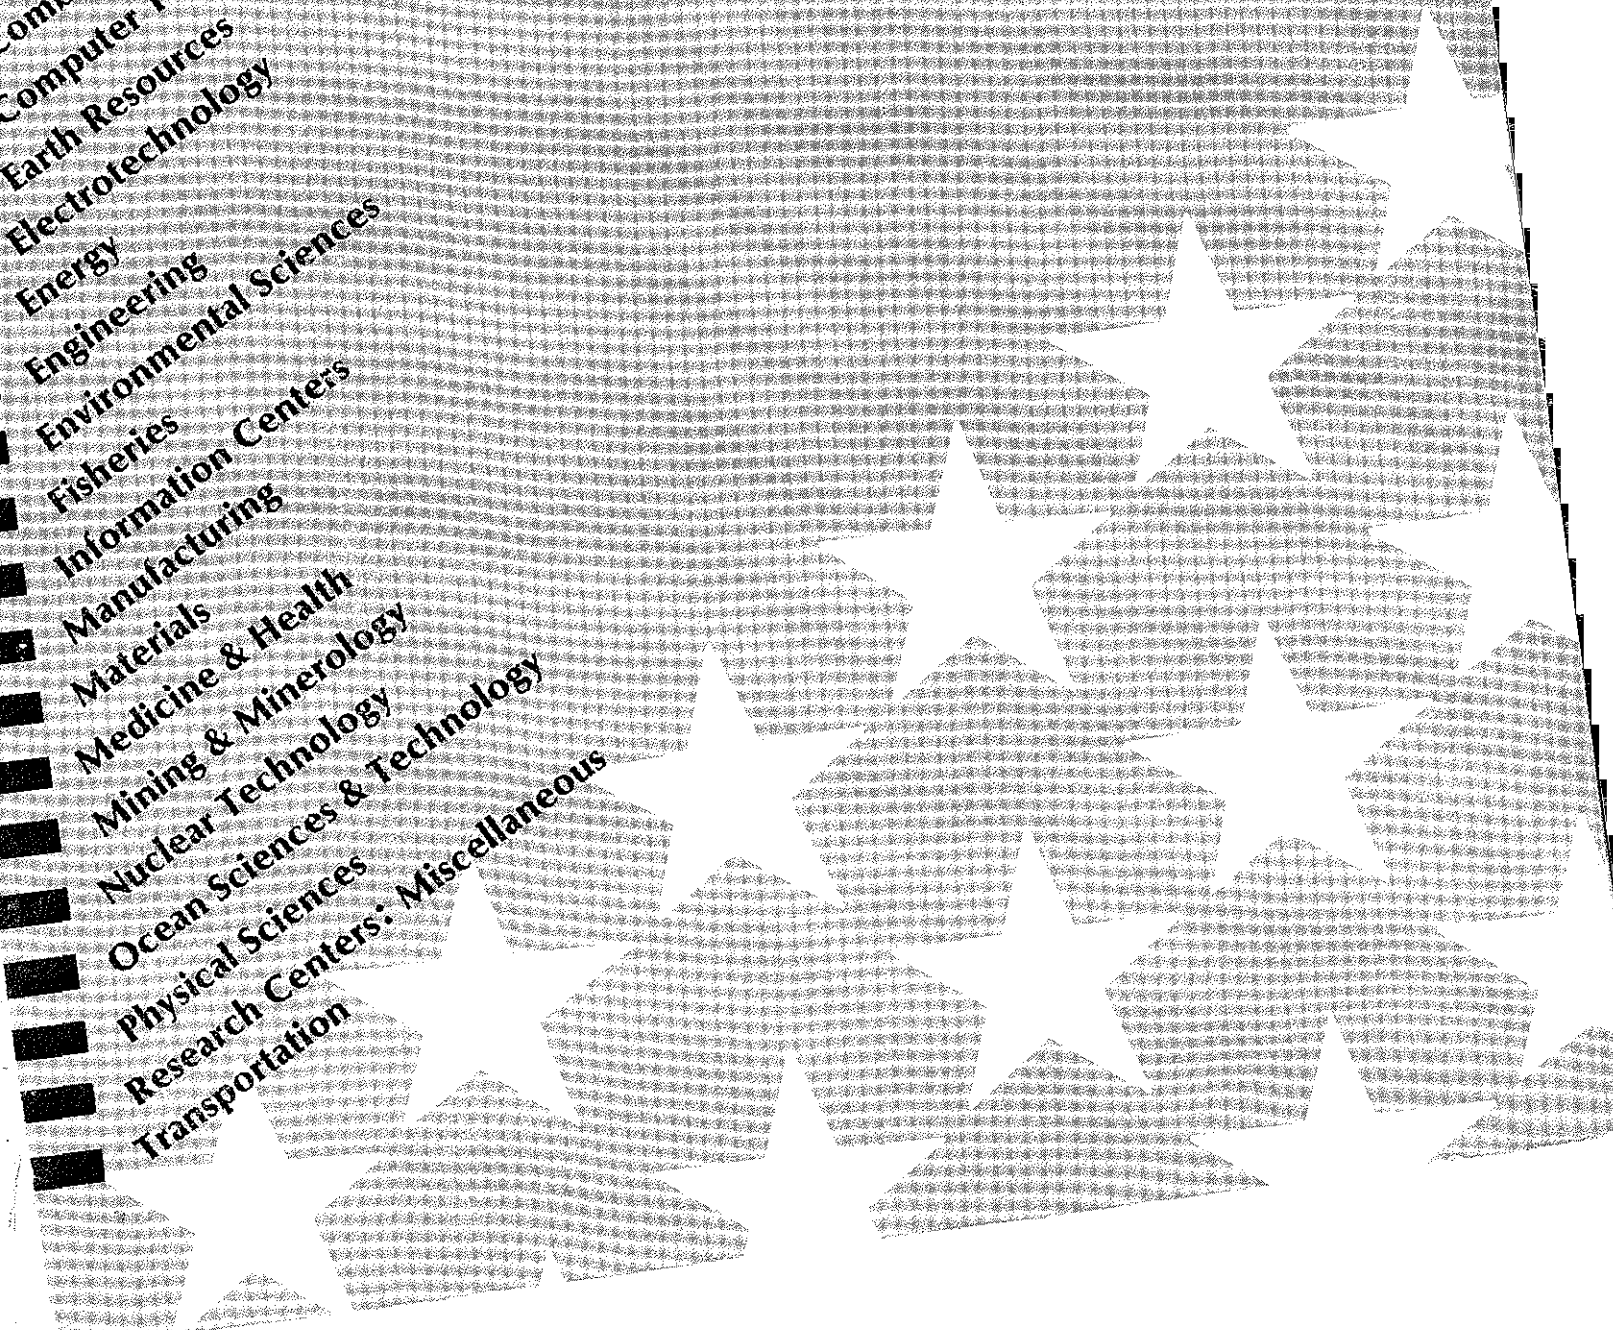 Computer
Earth Resources
Electrotechnology
Energy
Engineering
Environmental Sciences
Fisheries
Information Centers
Manufacturing
Materials
Medicine & Health
Mining & Minerology
Nuclear Technology
Ocean Sciences & Technology
Physical Sciences
Research Centers: Miscellaneous
Transportation